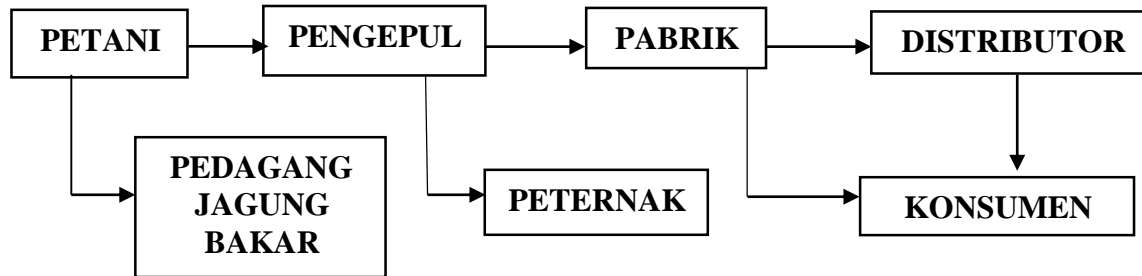 PETANI
PENGEPUL
PABRIK
DISTRIBUTOR
PEDAGANG
JAGUNG
BAKAR
PETERNAK
KONSUMEN